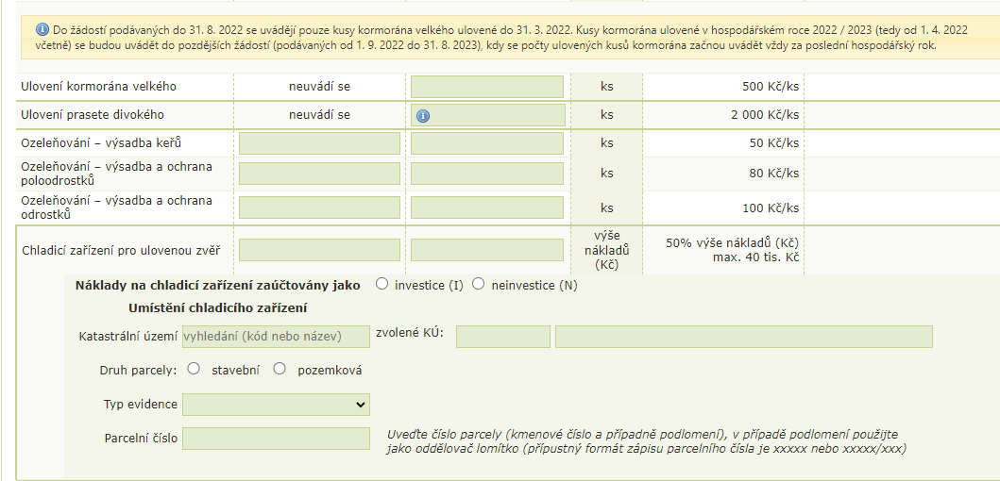 Do žádostí podávaných do 31. 8. 2022 se uvádějí pouze kusy kormorána velkého ulovené do 31. 3. 2022. Kusy kormorána ulovené v hospodářském roce 2022 / 2023 (tedy od 1. 4. 2022
včetně) se budou uvádět do pozdějších žádostí (podávaných od 1. 9. 2022 do 31. 8. 2023), kdy se počty ulovených kusů kormorána začnou uvádět vždy za poslední hospodářský rok.
Ulovení kormorána velkého neuvádí se ks 500 Kč/ks
Ulovení prasete divokého neuvádí se ks 2 000 Kč/ks
Ozeleňování – výsadba keřů ks 50 Kč/ks
Ozeleňování – výsadba a ochrana
poloodrostků ks 80 Kč/ks
Ozeleňování – výsadba a ochrana
odrostků ks 100 Kč/ks
Chladicí zařízení pro ulovenou zvěř
výše
nákladů
(Kč)
50% výše nákladů (Kč)
max. 40 tis. Kč
Náklady na chladicí zařízení zaúčtovány jako investice (I) neinvestice (N)
Umístění chladicího zařízení
Katastrální území vyhledání (kód nebo název) zvolené KÚ:
Druh parcely: stavební pozemková
Typ evidence
Parcelní číslo
Uveďte číslo parcely (kmenové číslo a případně podlomení), v případě podlomení použijte
jako oddělovač lomítko (přípustný formát zápisu parcelního čísla je xxxxx nebo xxxxx/xxx)